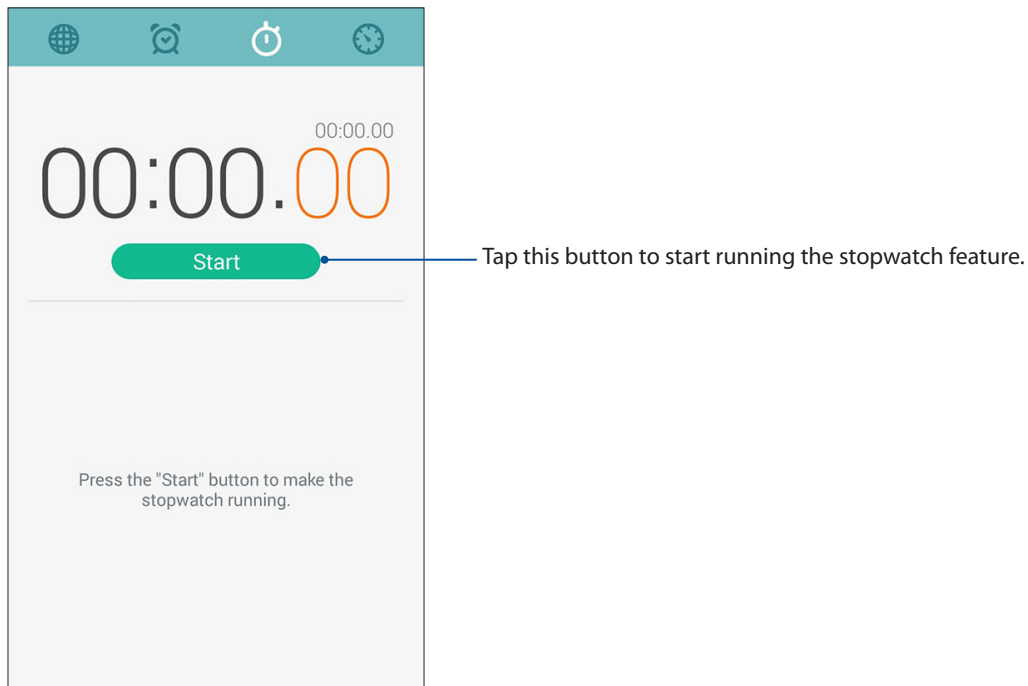 00:00.00
00:00.00
Start
Tap this button to start running the stopwatch feature.
Press the "Start" button to make the
stopwatch running.